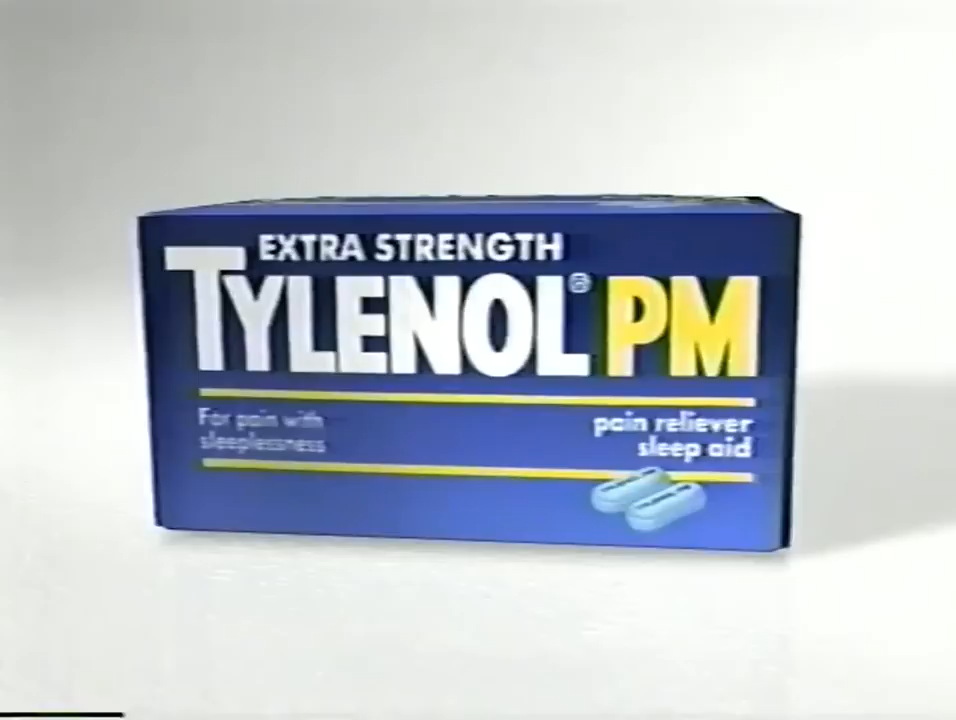 EXTRA STRENGTH
TYLENOL® PM
For pain with
sleeplessness
pain reliever
sleep aid